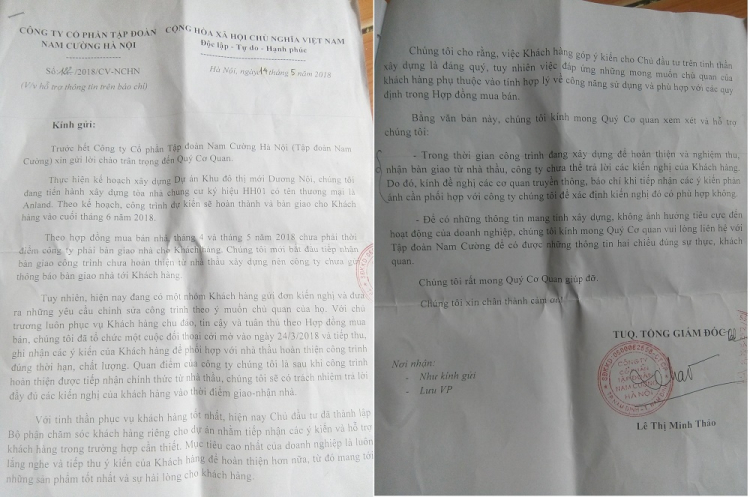 CÔNG TY CỔ PHẦN TẬP ĐOÀN
NAM CƯỜNG HÀ NỘI
CỘNG HÒA XÃ HỘI CHỦ NGHĨA VIỆT NAM
Độc lập - Tự do - Hạnh phúc
Số: /2018/CV-NCHN
(V/v hỗ trợ thông tin trên báo chí)
Hà Nội, ngày 14 tháng 5 năm 2018
Kính gửi:
Trước hết Công ty Cổ phần Tập đoàn Nam Cường Hà Nội (Tập đoàn Nam
Cường) xin gửi lời chào trân trọng đến Quý Cơ Quan.
Thực hiện kế hoạch xây dựng Dự án Khu đô thị mới Dương Nội, chúng tôi
đang tiến hành xây dựng tòa nhà chung cư ký hiệu HH01 có tên thương mại là
Anland. Theo kế hoạch, công trình dự kiến sẽ hoàn thành và bàn giao cho Khách
hàng vào cuối tháng 6 năm 2018.
Theo hợp đồng mua bán nhà, tháng 4 và tháng 5 năm 2018 chưa phải thời
điểm công ty phải bàn giao nhà cho Khách hàng. Chúng tôi mới bắt đầu tiếp nhận
bàn giao công trình chưa hoàn thiện từ nhà thầu xây dựng nên công ty chưa gửi
thông báo bàn giao nhà tới Khách hàng.
Tuy nhiên, hiện nay đang có một nhóm Khách hàng gửi đơn kiến nghị và đưa
ra những yêu cầu chỉnh sửa công trình theo ý muốn chủ quan của họ. Với chủ
trương luôn phục vụ Khách hàng chu đáo, tin cậy và tuân thủ theo Hợp đồng mua
bán, chúng tôi đã tổ chức một cuộc đối thoại cởi mở vào ngày 24/3/2018 và tiếp thu,
ghi nhận các ý kiến của Khách hàng để phối hợp với nhà thầu hoàn thiện công trình
đúng thời hạn, chất lượng. Quan điểm của công ty chúng tôi là sau khi công trình
hoàn thiện được tiếp nhận chính thức từ nhà thầu, chúng tôi sẽ có trách nhiệm trả lời
đầy đủ các kiến nghị của khách hàng vào thời điểm giao-nhận nhà.
Với tinh thần phục vụ khách hàng tốt nhất, hiện nay Chủ đầu tư đã thành lập
Bộ phận chăm sóc khách hàng riêng cho dự án nhằm tiếp nhận các ý kiến và hỗ trợ
khách hàng trong trường hợp cần thiết. Mục tiêu cao nhất của doanh nghiệp là luôn
lắng nghe và tiếp thu ý kiến của Khách hàng để hoàn thiện hơn nữa, từ đó mang tới
những sản phẩm tốt nhất và sự hài lòng cho khách hàng.
Chúng tôi cho rằng, việc Khách hàng góp ý kiến cho Chủ đầu tư trên tinh thần
xây dựng là đáng quý, tuy nhiên việc đáp ứng những mong muốn chủ quan của
khách hàng phụ thuộc vào tính hợp lý về công năng sử dụng và phù hợp với các quy
định trong Hợp đồng mua bán.
Bằng văn bản này, chúng tôi kính mong Quý Cơ quan xem xét và hỗ trợ
chúng tôi:
- Trong thời gian công trình đang xây dựng để hoàn thiện và nghiệm thu,
nhận bàn giao từ nhà thầu, công ty chưa thể trả lời các kiến nghị của Khách hàng.
Do đó, kính đề nghị các cơ quan truyền thông, báo chí khi tiếp nhận các ý kiến phản
ánh cần phối hợp với công ty chúng tôi để xác định kiến nghị đó có phù hợp không.
- Để có những thông tin mang tính xây dựng, không ảnh hưởng tiêu cực đến
hoạt động của doanh nghiệp, chúng tôi kính mong Quý Cơ quan vui lòng liên hệ với
Tập đoàn Nam Cường để có được những thông tin hai chiều đúng sự thực, khách
quan.
Chúng tôi rất mong Quý Cơ Quan giúp đỡ.
Chúng tôi xin chân thành cảm ơn!
TUQ. TỔNG GIÁM ĐỐC
Nơi nhận:
- Như kính gửi
- Lưu VP
CÔNG TY
CỔ PHẦN
TẬP ĐOÀN
NAM CƯỜNG
HÀ NỘI
Lê Thị Minh Thảo